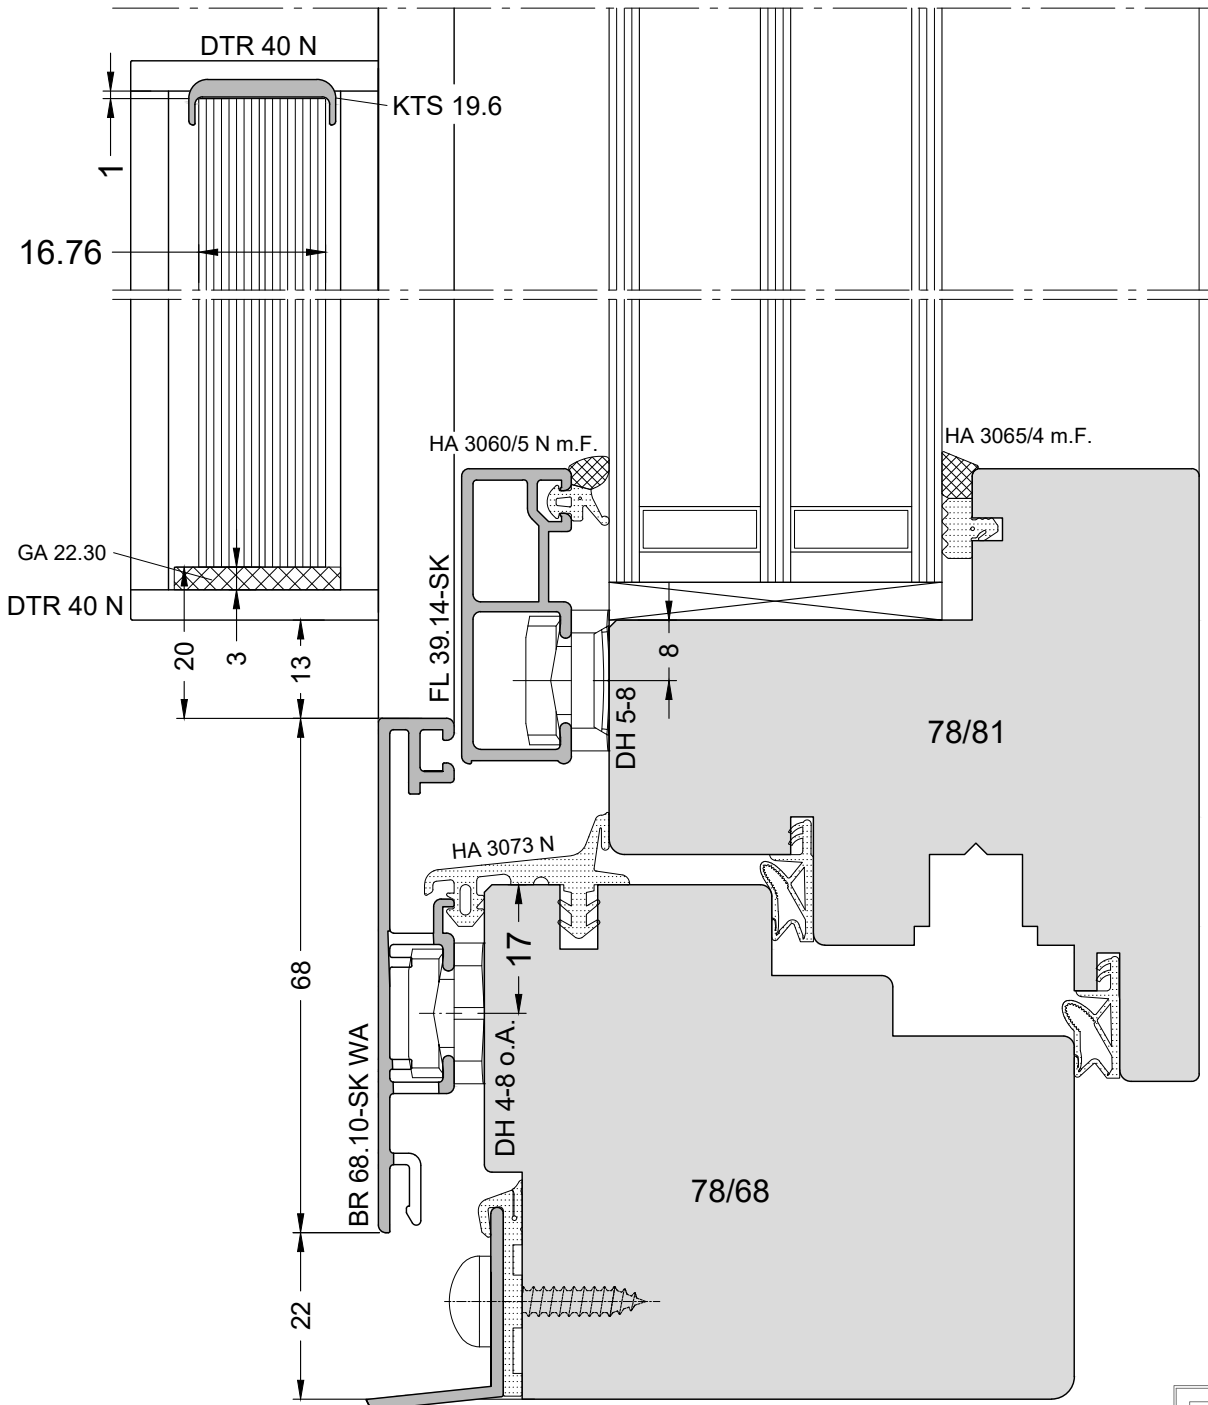 DTR 40 N
KTS 19.6
1
16.76
HA 3060/5 N m.F.
HA 3065/4 m.F.
GA 22.30
DTR 40 N
20
3
13
FL 39.14-SK
8
DH 5-8
78/81
HA 3073 N
17
68
BR 68.10-SK WA
DH 4-8 o.A.
78/68
22